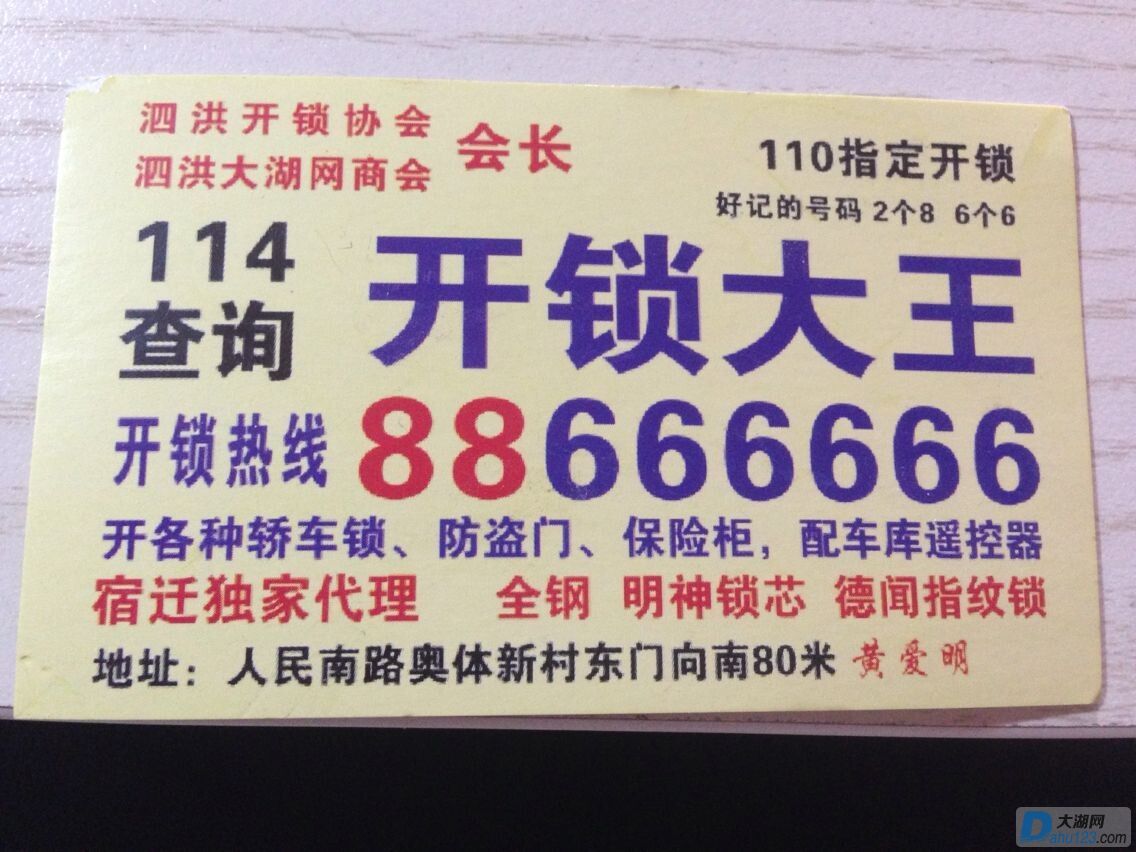 泗洪开锁协会
泗洪大湖网商会
会长
110指定开锁
好记的号码 2个8 6个6
114
查询
开锁大王
开锁热线 88666666
开各种轿车锁、防盗门、保险柜，配车库遥控器
宿迁独家代理 全钢 明神锁芯 德闻指纹锁
地址：人民南路奥体新村东门向南80米 黄爱明
大湖网
Dahu123.com